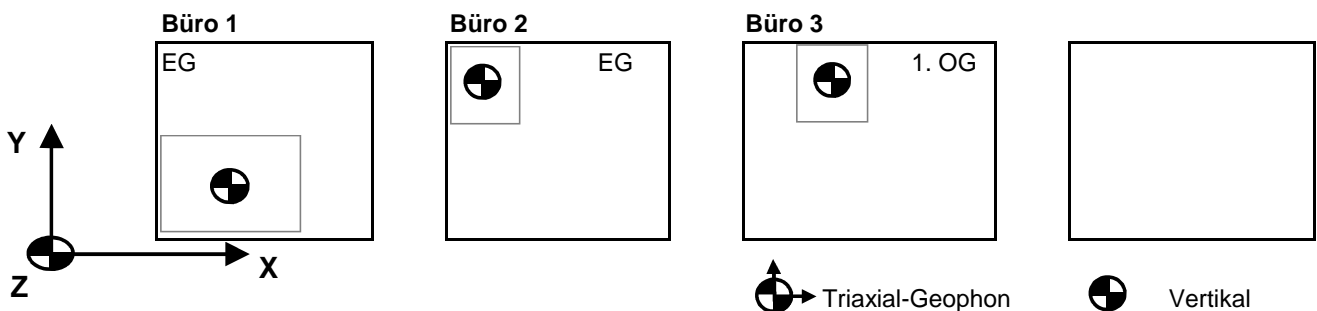 Büro 1 Büro 2 Büro 3
EG EG 1. OG
Y
X
Z
Triaxial-Geophon Vertikal